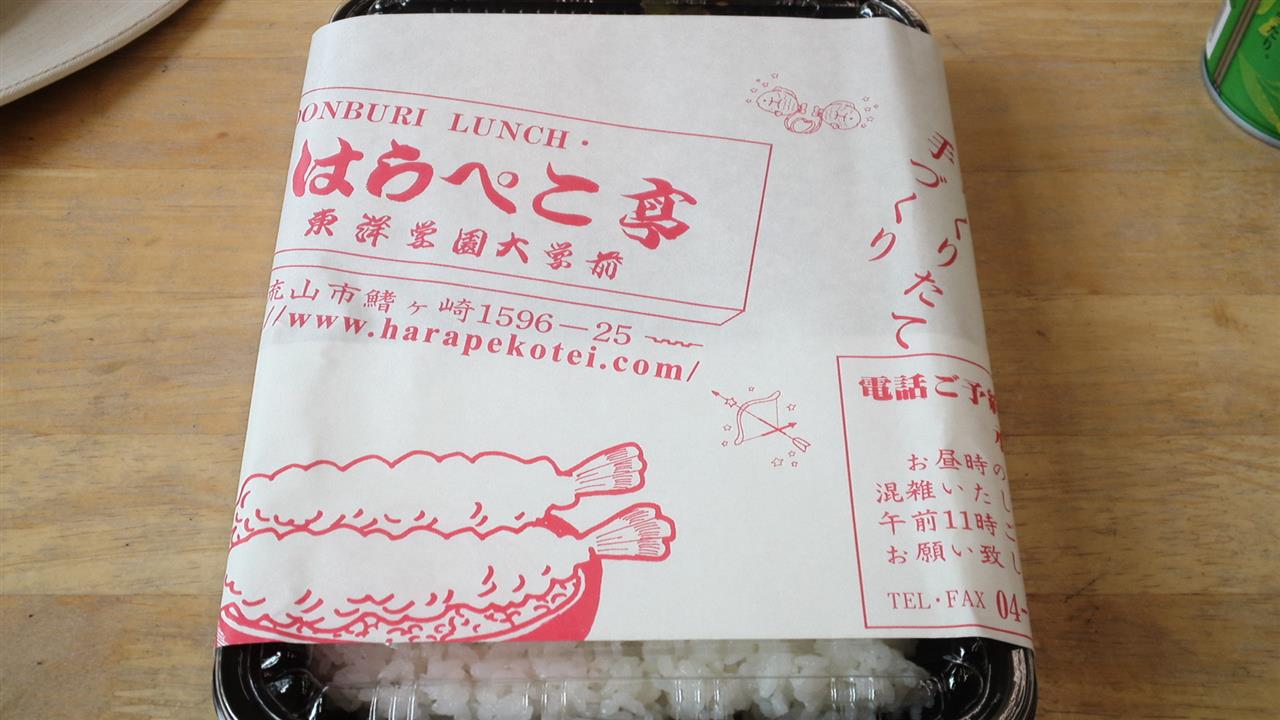 DONBURI LUNCH・
はらぺこ亭
東洋学園大学前
流山市鰭ヶ崎1596－25
//www.harapekotei.com/
手づくり
つくりたて
電話ご予約
お昼時の
混雑いたし
午前11時ご
お願い致し
TEL・FAX 04-